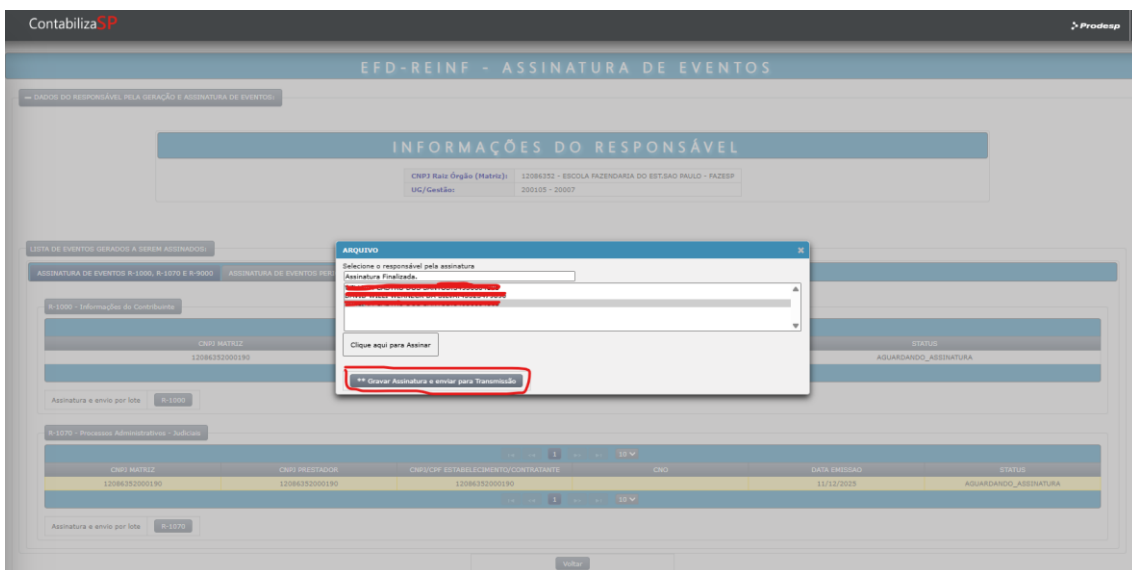 ContabilizaSP
Prodesp
EFD-REINF - ASSINATURA DE EVENTOS
DADOS DO RESPONSÁVEL PELA GERAÇÃO E ASSINATURA DE EVENTOS:
INFORMAÇÕES DO RESPONSÁVEL
CNPJ Raiz Órgão (Matriz): 12086352 - ESCOLA FAZENDARIA DO EST.SAO PAULO - FAZESP
UG/Gestão: 200105 - 20007
LISTA DE EVENTOS GERADOS A SEREM ASSINADOS:
ASSINATURA DE EVENTOS R-1000, R-1070 E R-9000 ASSINATURA DE EVENTOS
ARQUIVO
Selecione o responsável pela assinatura
Assinatura Finalizada.
Clique aqui para Assinar
** Gravar Assinatura e enviar para Transmissão
R-1000 - Informações do Contribuinte
CNPJ MATRIZ STATUS
12086352000190 AGUARDANDO_ASSINATURA
Assinatura e envio por lote R-1000
R-1070 - Processos Administrativos - Judiciais
1 10
CNPJ MATRIZ CNPJ PRESTADOR CNPJ/CPF ESTABELECIMENTO/CONTRATANTE CNO DATA EMISSAO STATUS
12086352000190 12086352000190 12086352000190 11/12/2025 AGUARDANDO_ASSINATURA
1 10
Assinatura e envio por lote R-1070
Voltar